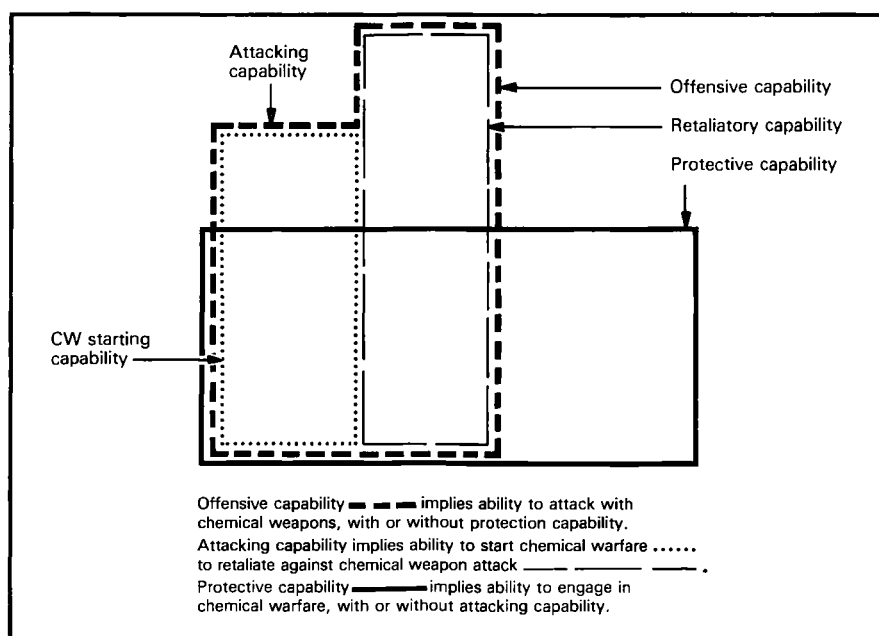 Attacking
capability
Offensive capability
Retaliatory capability
Protective capability
CW starting
capability
Offensive capability implies ability to attack with
chemical weapons, with or without protection capability.
Attacking capability implies ability to start chemical warfare ......
to retaliate against chemical weapon attack .
Protective capability implies ability to engage in
chemical warfare, with or without attacking capability.